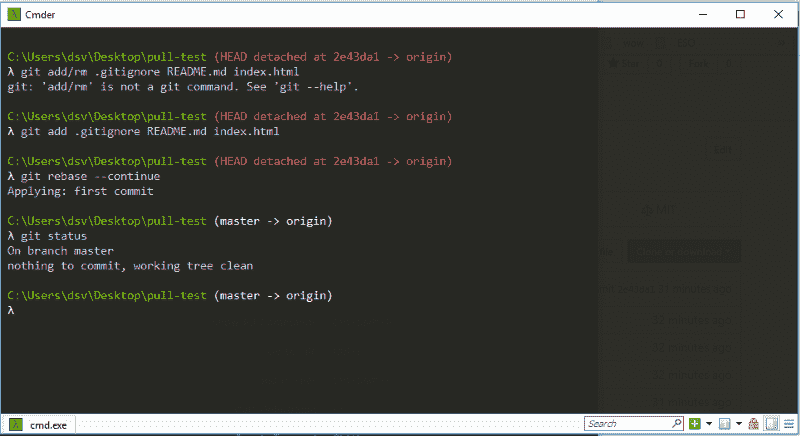 Cmder
C:\Users\dsv\Desktop\pull-test (HEAD detached at 2e43da1 -> origin)
λ git add/rm .gitignore README.md index.html
git: 'add/rm' is not a git command. See 'git --help'.
C:\Users\dsv\Desktop\pull-test (HEAD detached at 2e43da1 -> origin)
λ git add .gitignore README.md index.html
C:\Users\dsv\Desktop\pull-test (HEAD detached at 2e43da1 -> origin)
λ git rebase --continue
Applying: first commit
C:\Users\dsv\Desktop\pull-test (master -> origin)
λ git status
On branch master
nothing to commit, working tree clean
C:\Users\dsv\Desktop\pull-test (master -> origin)
λ
cmd.exe
Search